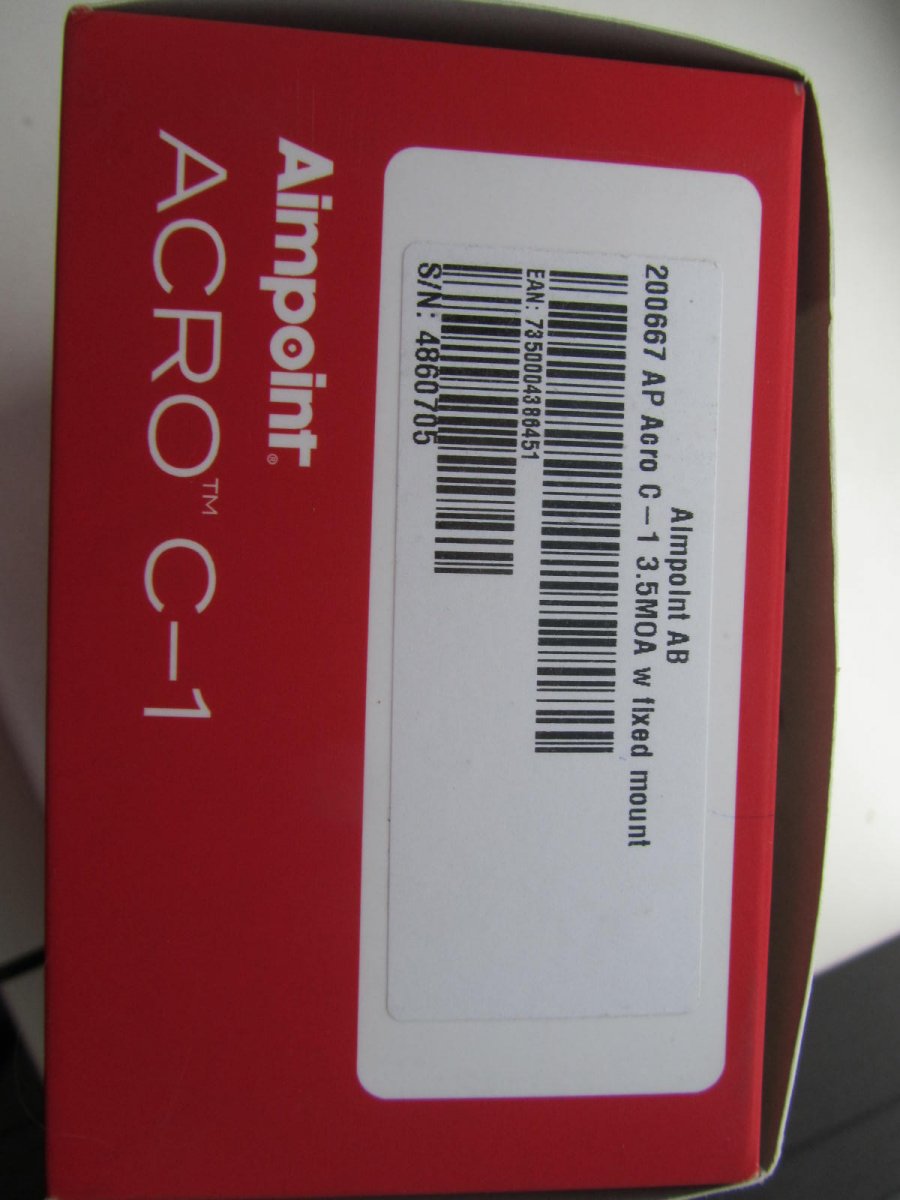 Aimpoint AB
200667 AP Acro C-1 3.5MOA w fixed mount
EAN: 7350004386451
S/N: 4860705
Aimpoint®
ACRO™ C-1